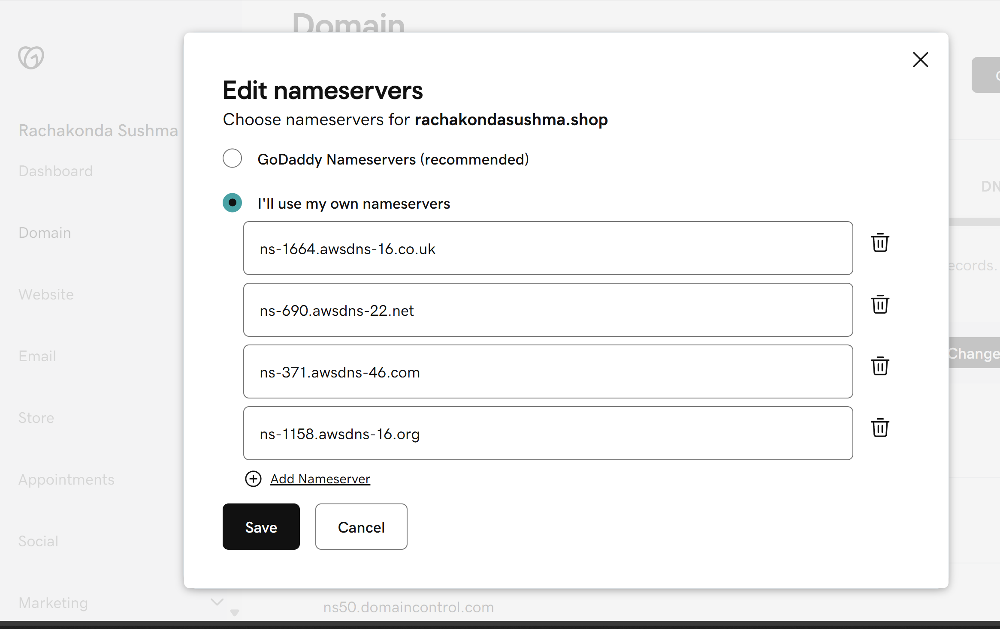 Domain
Edit nameservers
Choose nameservers for rachakondasushma.shop
Rachakonda Sushma
GoDaddy Nameservers (recommended)
Dashboard
I'll use my own nameservers
ns-1664.awsdns-16.co.uk
Domain
ecords.
Website
ns-690.awsdns-22.net
Email
Change
ns-371.awsdns-46.com
Store
ns-1158.awsdns-16.org
Appointments
Add Nameserver
Save
Cancel
Social
Marketing
ns50.domaincontrol.com